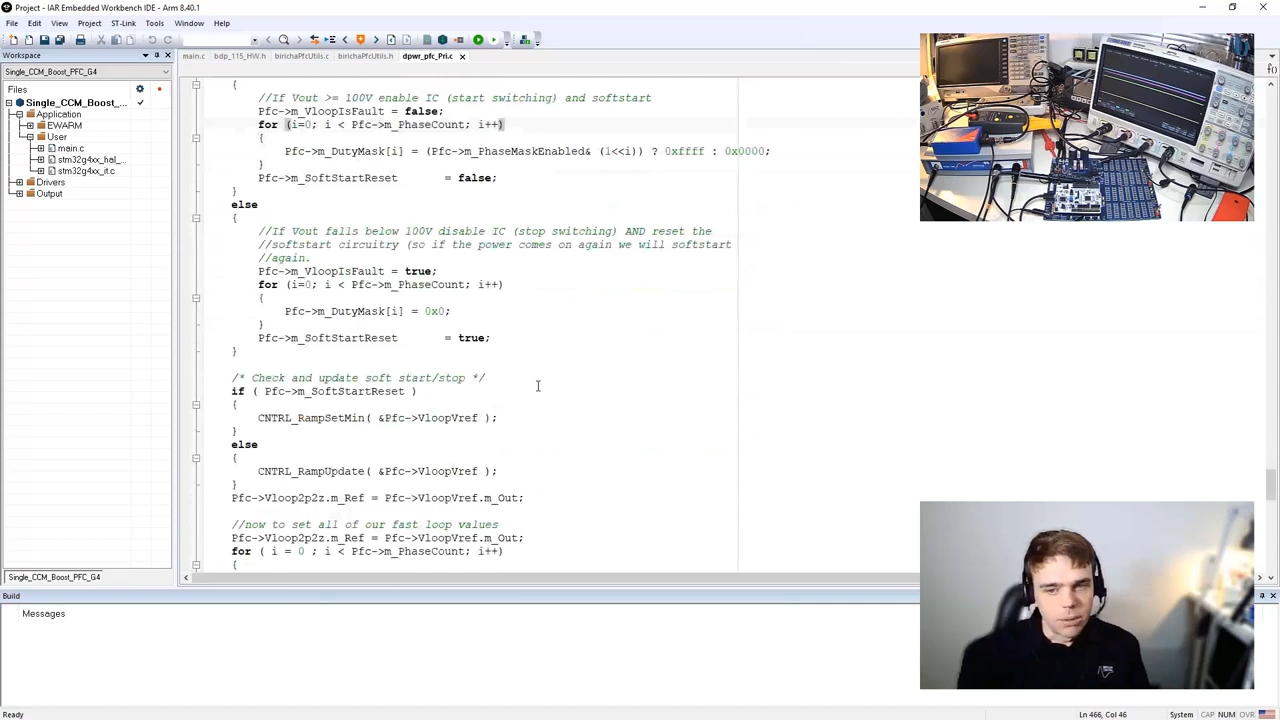 Project - IAR Embedded Workbench IDE - Arm 8.40.1
File Edit View Project ST-Link Tools Window Help
Workspace
main.c bdp_115_HW.h birichaPfcUtils.c birichaPfcUtils.h dpwr_pfc_Pri.c
Single_CCM_Boost_PFC_G4
Files
Single_CCM_Boost_...
Application
EWARM
User
main.c
stm32g4xx_hal_...
stm32g4xx_it.c
Drivers
Output
Single_CCM_Boost_PFC_G4
{
//If Vout >= 100V enable IC (start switching) and softstart
Pfc->m_VloopIsFault = false;
for (i=0; i < Pfc->m_PhaseCount; i++)
{
->m_DutyMask[i] = (Pfc->m_PhaseMaskEnabled& (1<<i)) ? 0xffff : 0x0000;
}
Pfc->m_SoftStartReset = false;
}
else
{
//If Vout falls below 100V disable IC (stop switching) AND reset the
//softstart circuitry (so if the power comes on again we will softstart
//again.
Pfc->m_VloopIsFault = true;
for (i=0; i < Pfc->m_PhaseCount; i++)
{
Pfc->m_DutyMask[i] = 0x0;
}
Pfc->m_SoftStartReset = true;
}
/* Check and update soft start/stop */
if ( Pfc->m_SoftStartReset )
{
CNTRL_RampSetMin( &Pfc->VloopVref );
}
else
{
CNTRL_RampUpdate( &Pfc->VloopVref );
}
Pfc->Vloop2p2z.m_Ref = Pfc->VloopVref.m_Out;
//now to set all of our fast loop values
Pfc->Vloop2p2z.m_Ref = Pfc->VloopVref.m_Out;
for ( i = 0 ; i < Pfc->m_PhaseCount; i++)
{
Build
Messages
Ready
Ln 466, Col 46 System CAP NUM OVR